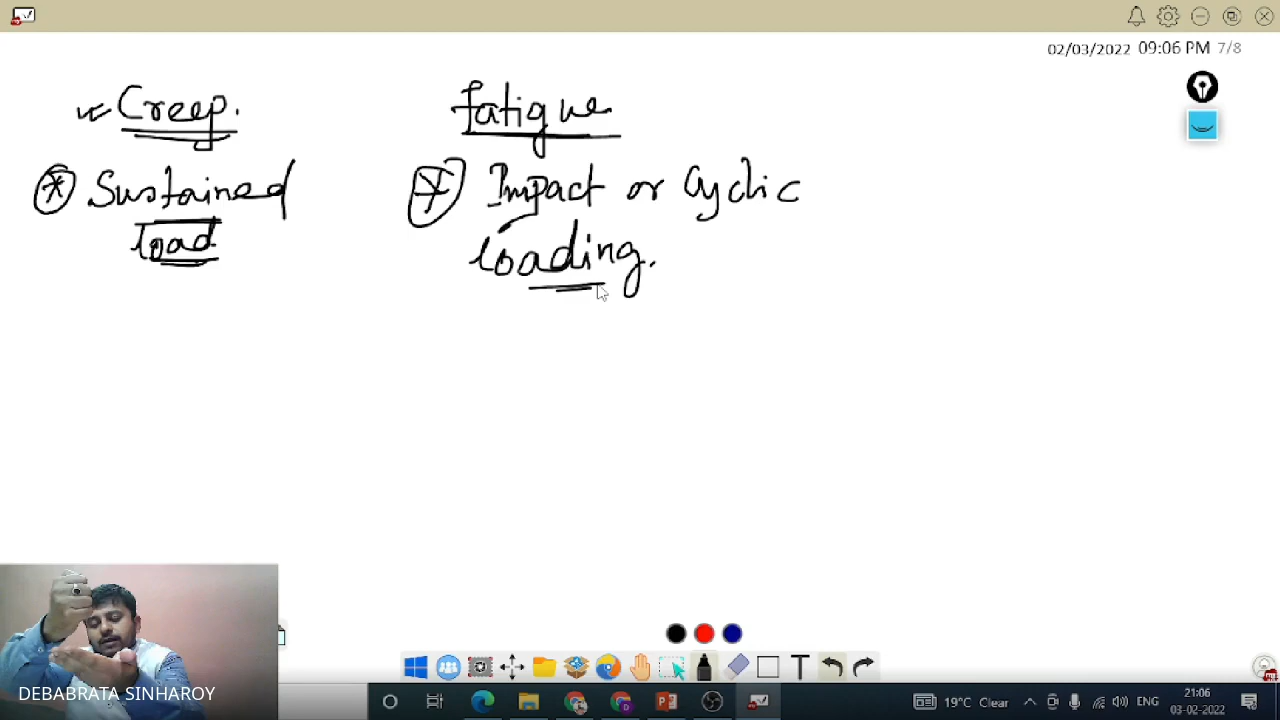 02/03/2022 09:06 PM 7/8
Creep. fatigue
Sustained Impact or Cyclic
load loading.
DEBABRATA SINHAROY
T
19°C Clear ENG 21:06
03-02-2022